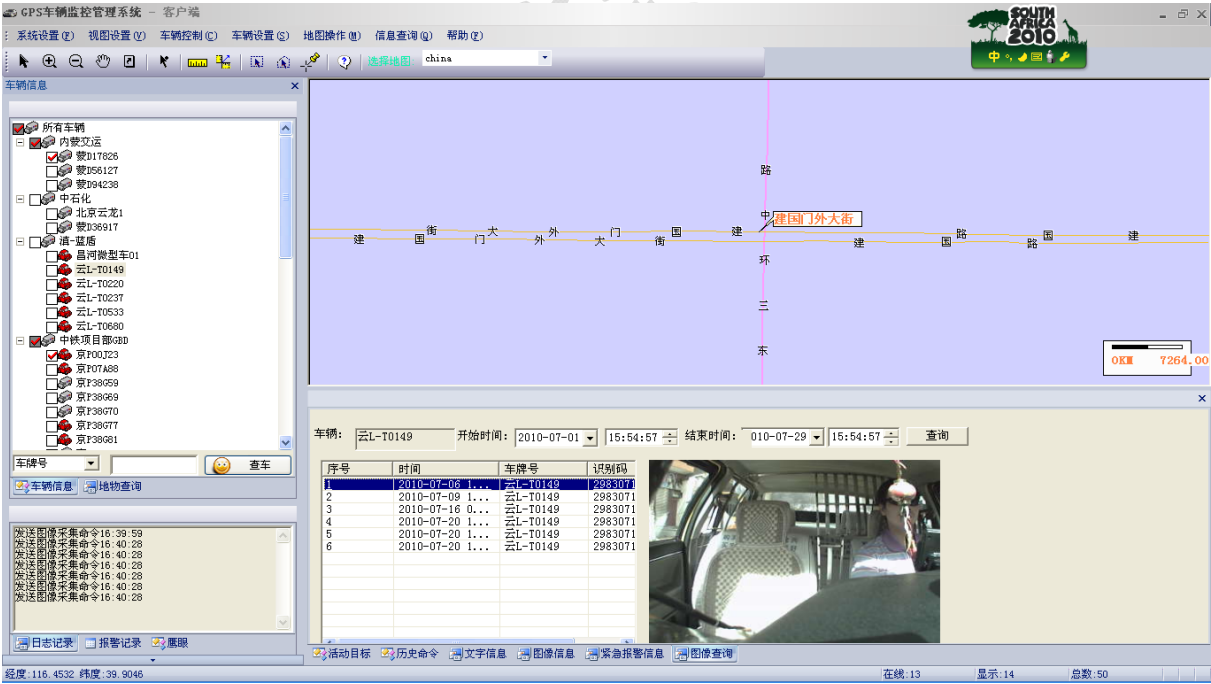 GPS车辆监控管理系统 - 客户端
SOUTH AFRICA 2010
系统设置(F) 视图设置(V) 车辆控制(C) 车辆设置(S) 地图操作(M) 信息查询(Q) 帮助(Z)
中
选择地图 china
车辆信息
所有车辆
内蒙交运
蒙D17826
蒙D56127
蒙D94238
中石化
北京云龙1
蒙D36917
滇-蓝盾
昌河微型车01
云L-T0149
云L-T0220
云L-T0237
云L-T0533
云L-T0680
中铁项目部GBD
京P00J23
京P07A88
京P38G59
京P38G69
京P38G70
京P38G77
京P38G81
车牌号 查车
车辆信息 地物查询
发送图像采集命令16:39:59
发送图像采集命令16:40:28
发送图像采集命令16:40:28
发送图像采集命令16:40:28
发送图像采集命令16:40:28
发送图像采集命令16:40:28
发送图像采集命令16:40:28
日志记录 报警记录 鹰眼
路
中 建国门外大街
建 国 街 门 大 外 外 大 门 街 国 建 建 国 路 路 国 建
环
三
东
0KM 7264.00
车辆: 云L-T0149 开始时间: 2010-07-01 15:54:57 结束时间: 010-07-29 15:54:57 查询
序号 时间 车牌号 识别码
1 2010-07-06 1... 云L-T0149 2983071
2 2010-07-09 1... 云L-T0149 2983071
3 2010-07-16 0... 云L-T0149 2983071
4 2010-07-20 1... 云L-T0149 2983071
5 2010-07-20 1... 云L-T0149 2983071
6 2010-07-20 1... 云L-T0149 2983071
活动目标 历史命令 文字信息 图像信息 紧急报警信息 图像查询
经度:116.4532 纬度:39.9046 在线:13 显示:14 总数:50